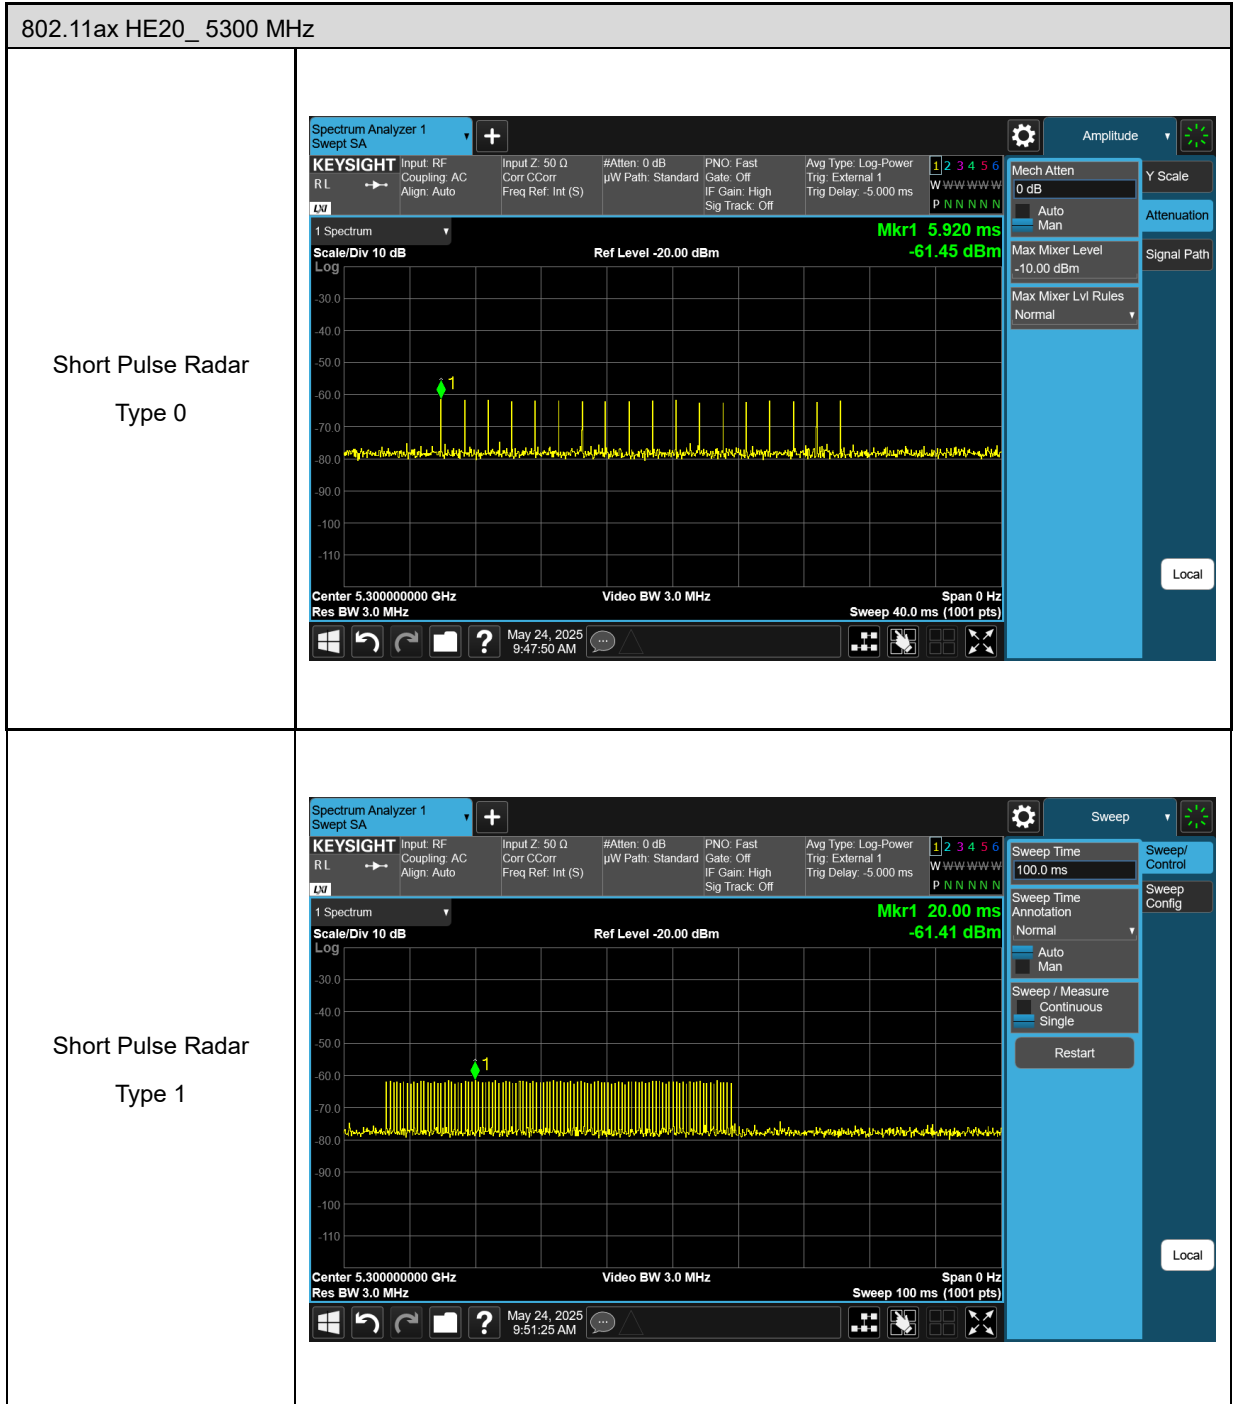 802.11ax HE20_ 5300 MHz
Short Pulse Radar
Type 0
Spectrum Analyzer 1
Swept SA
Amplitude
KEYSIGHT
R L
LXI
Input: RF
Coupling: AC
Align: Auto
Input Z: 50 Ω
Corr CCorr
Freq Ref: Int (S)
#Atten: 0 dB
µW Path: Standard
PNO: Fast
Gate: Off
IF Gain: High
Sig Track: Off
Avg Type: Log-Power
Trig: External 1
Trig Delay: -5.000 ms
1 2 3 4 5 6
W W W W W W
P N N N N N
1 Spectrum
Scale/Div 10 dB
Log
Ref Level -20.00 dBm
Mkr1 5.920 ms
-61.45 dBm
-30.0
-40.0
-50.0
-60.0
-70.0
-80.0
-90.0
-100
-110
1
Center 5.300000000 GHz
Res BW 3.0 MHz
Video BW 3.0 MHz
Span 0 Hz
Sweep 40.0 ms (1001 pts)
?
May 24, 2025
9:47:50 AM
Mech Atten
0 dB
Auto
Man
Max Mixer Level
-10.00 dBm
Max Mixer Lvl Rules
Normal
Y Scale
Attenuation
Signal Path
Local
Short Pulse Radar
Type 1
Spectrum Analyzer 1
Swept SA
Sweep
KEYSIGHT
R L
LXI
Input: RF
Coupling: AC
Align: Auto
Input Z: 50 Ω
Corr CCorr
Freq Ref: Int (S)
#Atten: 0 dB
µW Path: Standard
PNO: Fast
Gate: Off
IF Gain: High
Sig Track: Off
Avg Type: Log-Power
Trig: External 1
Trig Delay: -5.000 ms
1 2 3 4 5 6
W W W W W W
P N N N N N
1 Spectrum
Scale/Div 10 dB
Log
Ref Level -20.00 dBm
Mkr1 20.00 ms
-61.41 dBm
-30.0
-40.0
-50.0
-60.0
-70.0
-80.0
-90.0
-100
-110
1
Center 5.300000000 GHz
Res BW 3.0 MHz
Video BW 3.0 MHz
Span 0 Hz
Sweep 100 ms (1001 pts)
?
May 24, 2025
9:51:25 AM
Sweep Time
100.0 ms
Sweep Time
Annotation
Normal
Auto
Man
Sweep / Measure
Continuous
Single
Restart
Sweep/
Control
Sweep
Config
Local